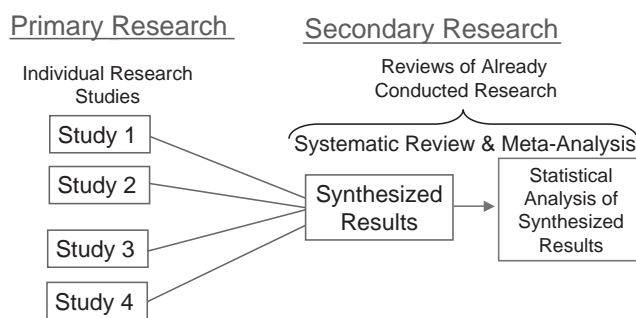 Primary Research
Secondary Research
Individual Research
Studies
Reviews of Already
Conducted Research
Study 1
Study 2
Study 3
Study 4
Systematic Review & Meta-Analysis
Synthesized
Results
Statistical
Analysis of
Synthesized
Results